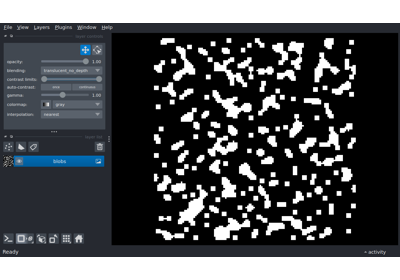 File View Layers Plugins Window Help
opacity: 1.00
blending: translucent_no_depth
contrast limits:
auto-contrast: once continuous
gamma: 1.00
colormap: gray
interpolation: nearest
blobs
Ready
activity